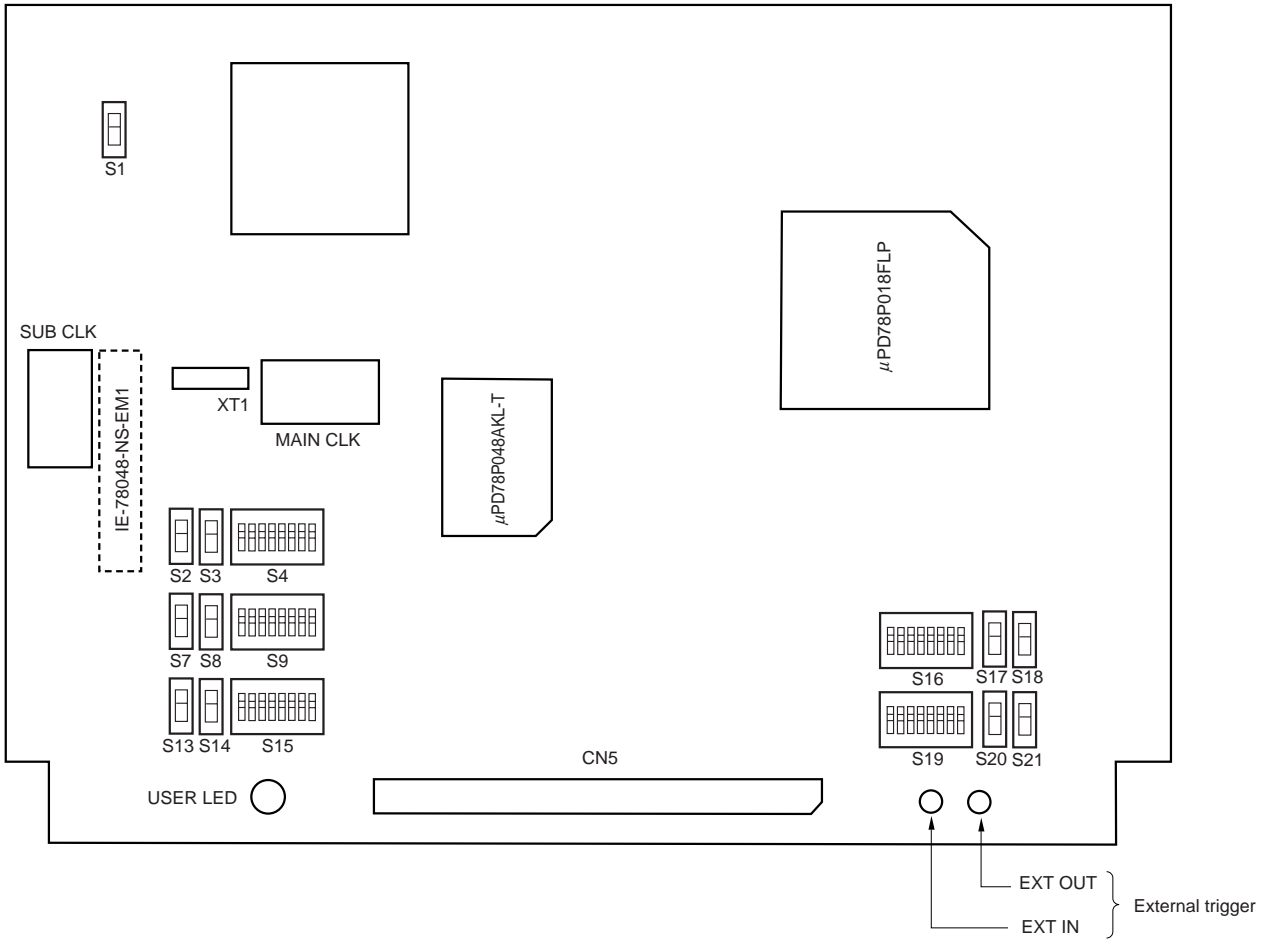 S1
µPD78P018FLP
SUB CLK
IE-78048-NS-EM1
XT1
MAIN CLK
µPD78P048AKL-T
S2 S3 S4
S7 S8 S9
S16 S17 S18
S13 S14 S15
S19 S20 S21
CN5
USER LED
EXT OUT
External trigger
EXT IN